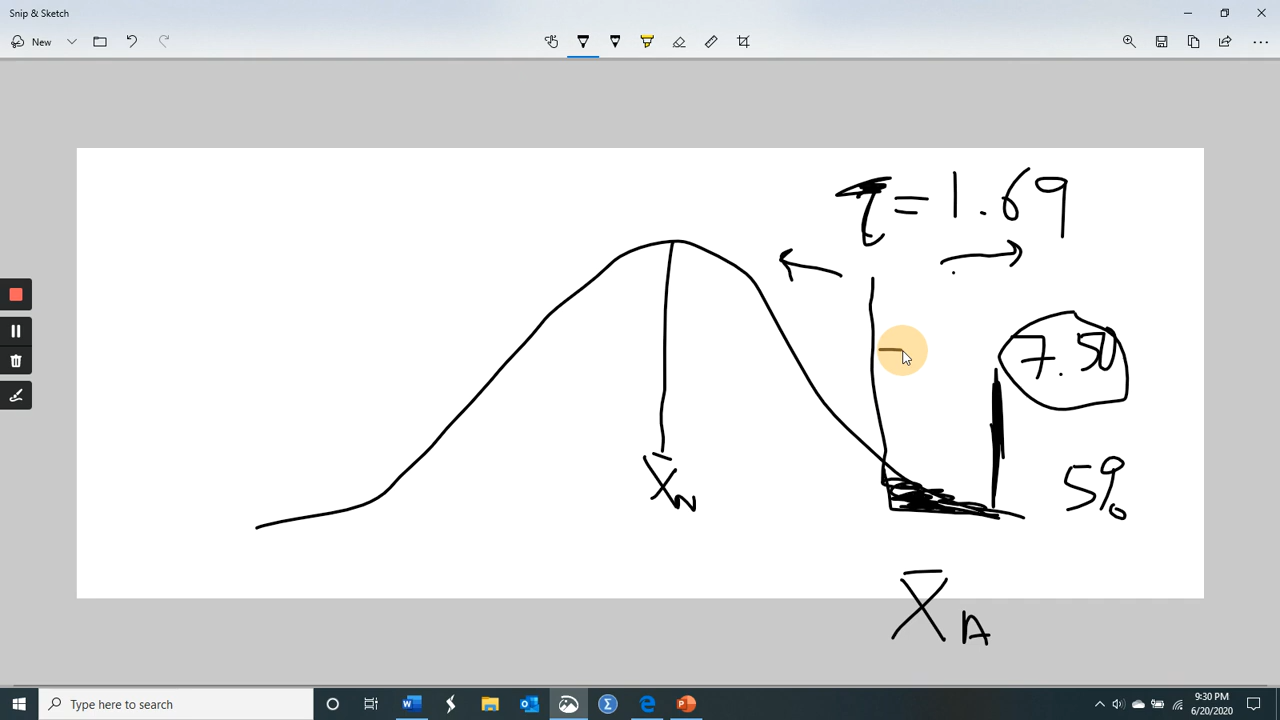 Snip & Sketch
New
t = 1.69
7.50
X̄N
5%
X̄A
Type here to search
9:30 PM
6/20/2020